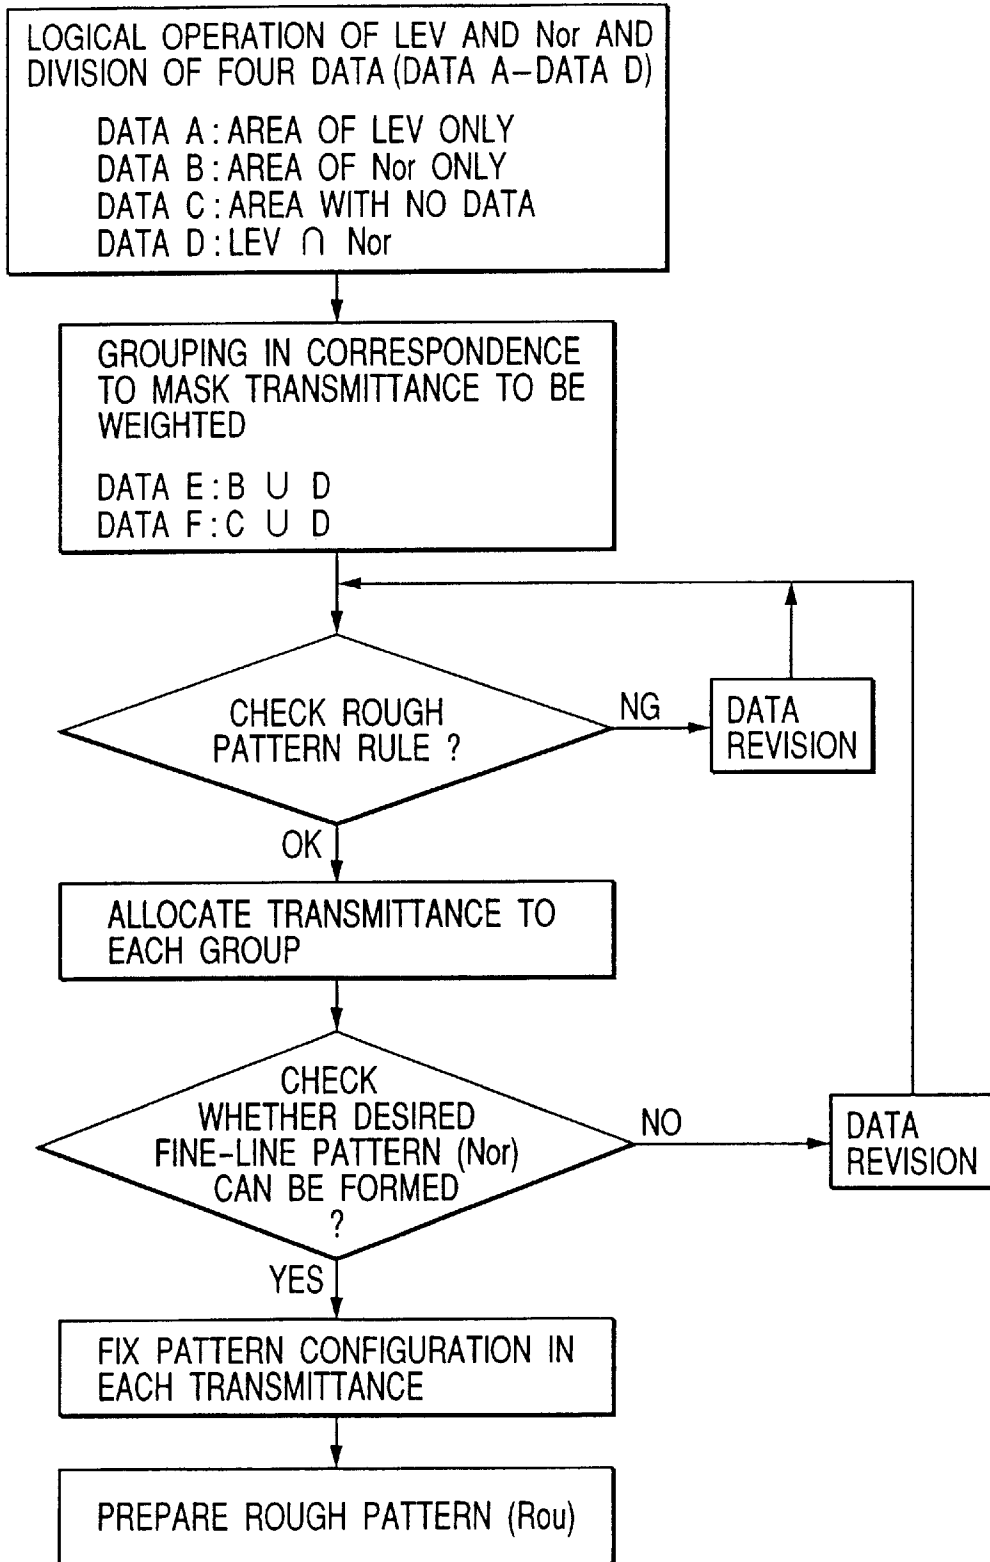 LOGICAL OPERATION OF LEV AND Nor AND
DIVISION OF FOUR DATA (DATA A–DATA D)
DATA A:AREA OF LEV ONLY
DATA B:AREA OF Nor ONLY
DATA C:AREA WITH NO DATA
DATA D:LEV ∩ Nor
GROUPING IN CORRESPONDENCE
TO MASK TRANSMITTANCE TO BE
WEIGHTED
DATA E:B ∪ D
DATA F:C ∪ D
CHECK ROUGH
PATTERN RULE ?
NG
DATA
REVISION
OK
ALLOCATE TRANSMITTANCE TO
EACH GROUP
CHECK
WHETHER DESIRED
FINE–LINE PATTERN (Nor)
CAN BE FORMED
?
NO
DATA
REVISION
YES
FIX PATTERN CONFIGURATION IN
EACH TRANSMITTANCE
PREPARE ROUGH PATTERN (Rou)